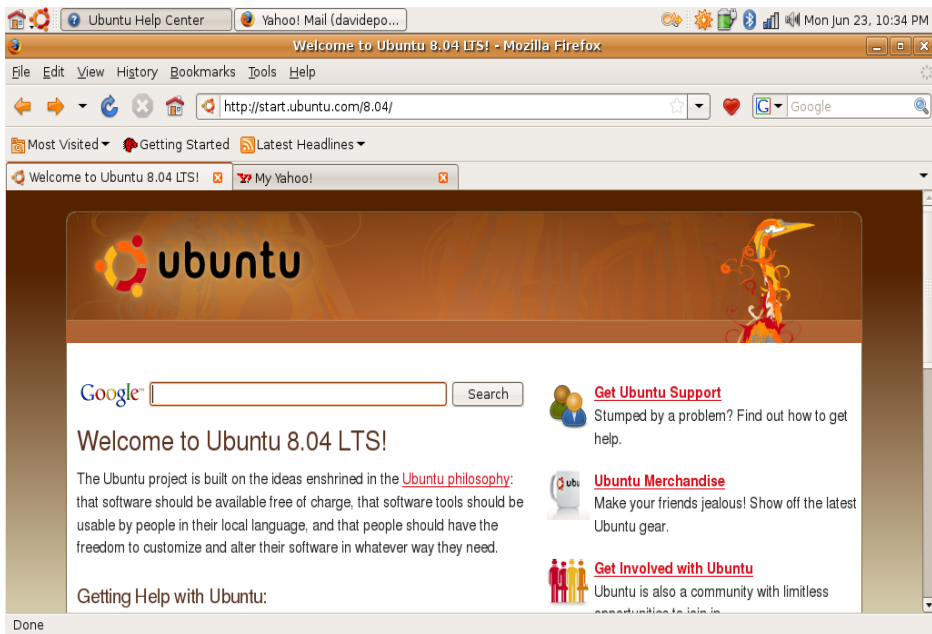 Ubuntu Help Center Yahoo! Mail (davidepo... Mon Jun 23, 10:34 PM
Welcome to Ubuntu 8.04 LTS! - Mozilla Firefox
File Edit View History Bookmarks Tools Help
http://start.ubuntu.com/8.04/ G Google
Most Visited Getting Started Latest Headlines
Welcome to Ubuntu 8.04 LTS! My Yahoo!
ubuntu
Google™ Search
Welcome to Ubuntu 8.04 LTS!
The Ubuntu project is built on the ideas enshrined in the Ubuntu philosophy:
that software should be available free of charge, that software tools should be
usable by people in their local language, and that people should have the
freedom to customize and alter their software in whatever way they need.
Getting Help with Ubuntu:
Get Ubuntu Support
Stumped by a problem? Find out how to get
help.
ubu
Ubuntu Merchandise
Make your friends jealous! Show off the latest
Ubuntu gear.
Get Involved with Ubuntu
Ubuntu is also a community with limitless
opportunities to join in
Done